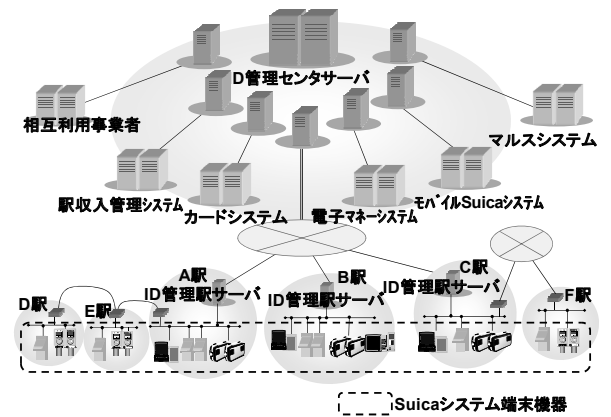 D管理センタサーバ
相互利用事業者
マルスシステム
駅収入管理システム
カードシステム
電子マネーシステム
モバイルSuicaシステム
A駅
ID管理駅サーバ
B駅
ID管理駅サーバ
C駅
ID管理駅サーバ
D駅
E駅
F駅
Suicaシステム端末機器